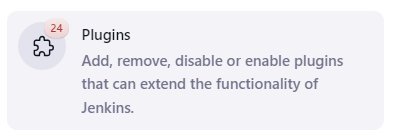 24
Plugins
Add, remove, disable or enable plugins
that can extend the functionality of
Jenkins.